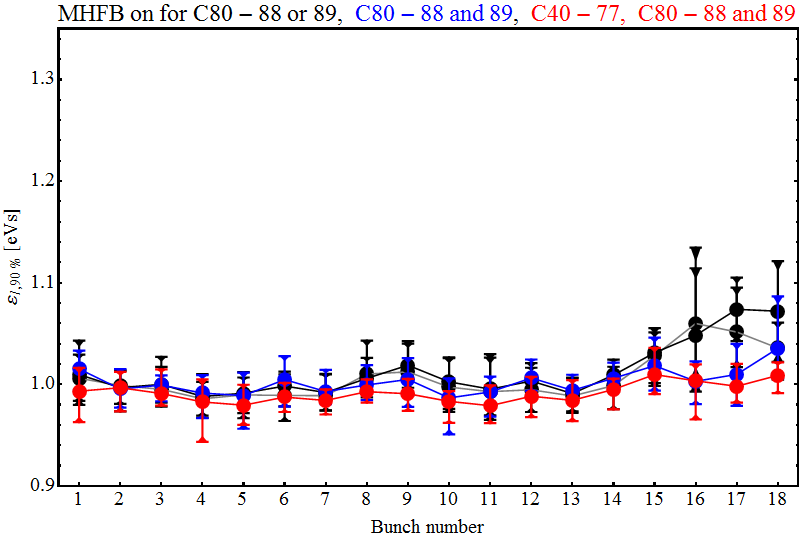 MHFB on for C80 – 88 or 89, C80 – 88 and 89, C40 – 77, C80 – 88 and 89
1.3
1.2
1.1
1.0
0.9
εl,90 % [eVs]
1 2 3 4 5 6 7 8 9 10 11 12 13 14 15 16 17 18
Bunch number